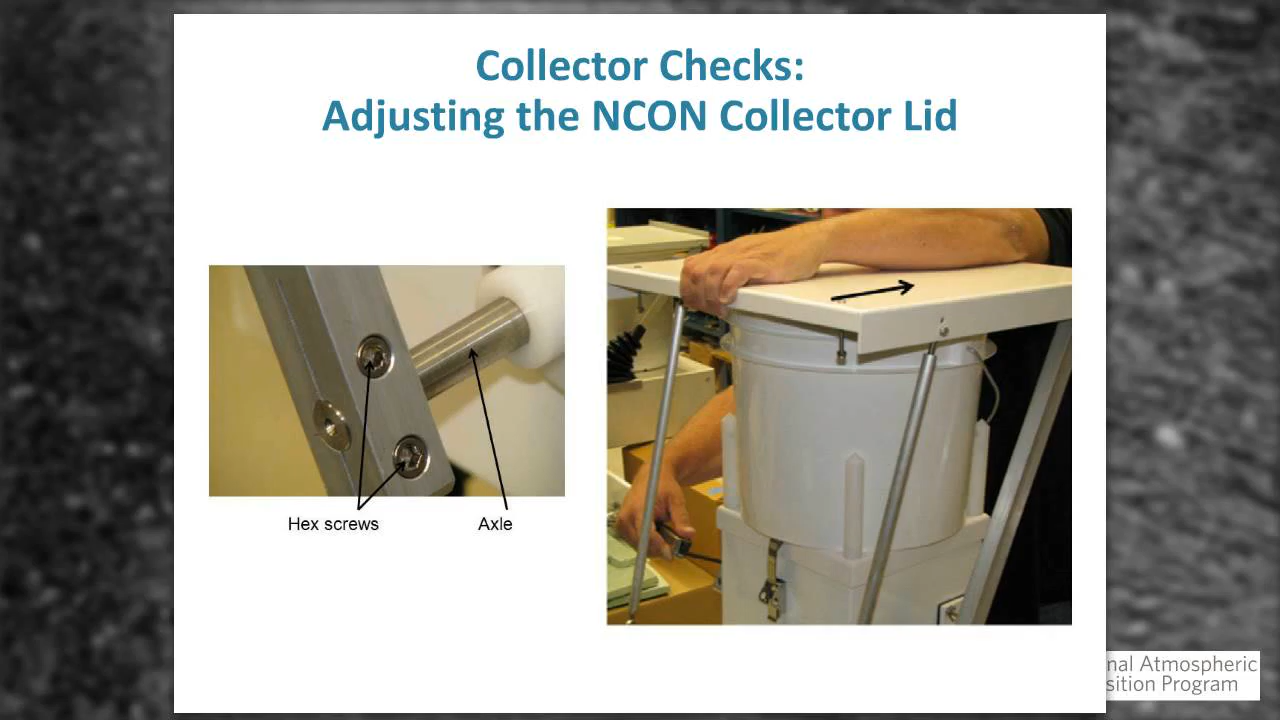 Collector Checks:
Adjusting the NCON Collector Lid
Hex screws
Axle
nal Atmospheric
sition Program